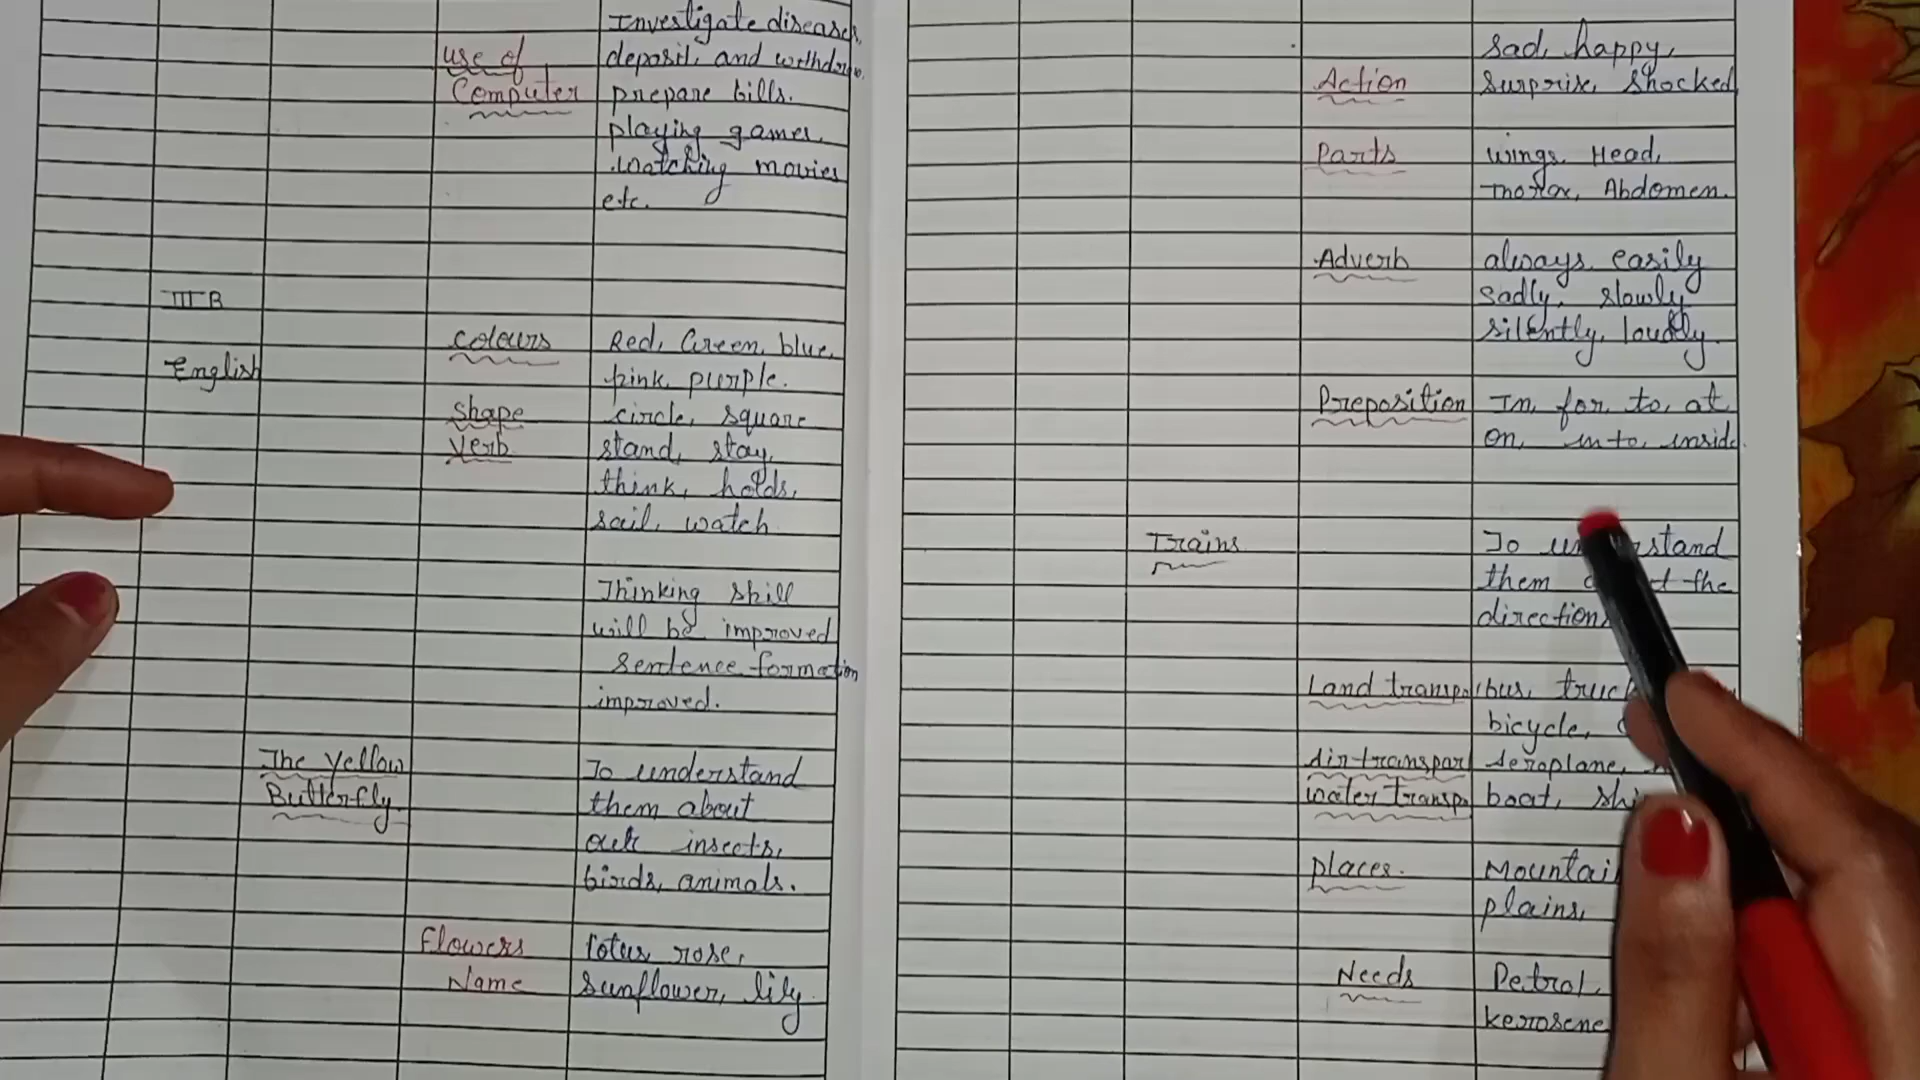 Investigate diseases,
use of deposit, and withdraw.
Computer prepare bills.
playing games,
watching movies
etc.
III B
colours Red, Green, blue,
English pink, purple.
shape circle, square
Verb stand, stay,
think, holds,
sail, watch
Thinking skill
will be improved
sentence formation
improved.
The Yellow To understand
Butterfly. them about
insects,
birds, animals.
Flowers lotus, rose,
Name Sunflower, lily.
sad, happy,
Action surprise, shocked
Parts wings, Head,
Abdomen.
Adverb always, easily
sadly, slowly
silently, loudly.
Preposition In, for, to, at
on, into, inside.
Trains To
them the
direction
Land transpo bus,
bicycle,
Air transpor Aeroplane,
water transpo boat,
places.
plains,
Needs Petrol,
kerosene